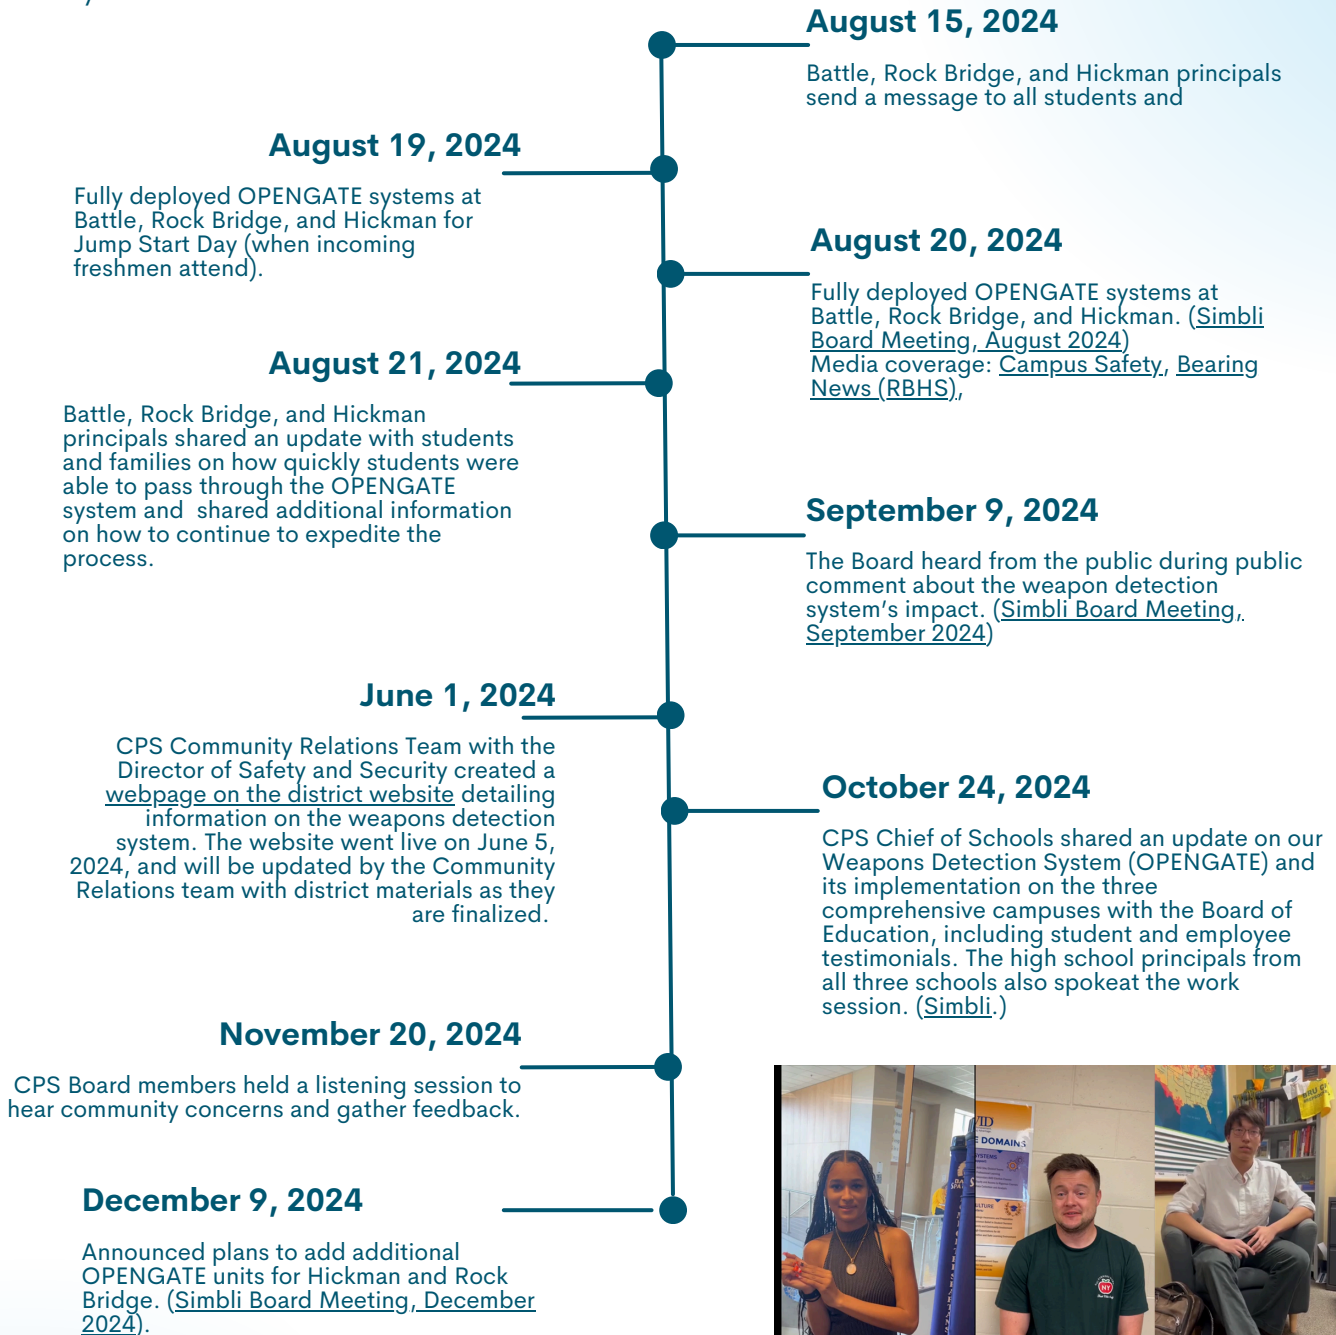 August 15, 2024
Battle, Rock Bridge, and Hickman principals
send a message to all students and
August 19, 2024
Fully deployed OPENGATE systems at
Battle, Rock Bridge, and Hickman for
Jump Start Day (when incoming
freshmen attend).
August 20, 2024
Fully deployed OPENGATE systems at
Battle, Rock Bridge, and Hickman. (Simbli
Board Meeting, August 2024)
Media coverage: Campus Safety, Bearing
News (RBHS),
August 21, 2024
Battle, Rock Bridge, and Hickman
principals shared an update with students
and families on how quickly students were
able to pass through the OPENGATE
system and  shared additional information
on how to continue to expedite the
process.
September 9, 2024
The Board heard from the public during public
comment about the weapon detection
system’s impact. (Simbli Board Meeting,
September 2024)
June 1, 2024
CPS Community Relations Team with the
Director of Safety and Security created a
webpage on the district website detailing
information on the weapons detection
system. The website went live on June 5,
2024, and will be updated by the Community
Relations team with district materials as they
are finalized.
October 24, 2024
CPS Chief of Schools shared an update on our
Weapons Detection System (OPENGATE) and
its implementation on the three
comprehensive campuses with the Board of
Education, including student and employee
testimonials. The high school principals from
all three schools also spokeat the work
session. (Simbli.)
November 20, 2024
CPS Board members held a listening session to
hear community concerns and gather feedback.
December 9, 2024
Announced plans to add additional
OPENGATE units for Hickman and Rock
Bridge. (Simbli Board Meeting, December
2024).
VID
E DOMAINS
SYSTEMS
NY